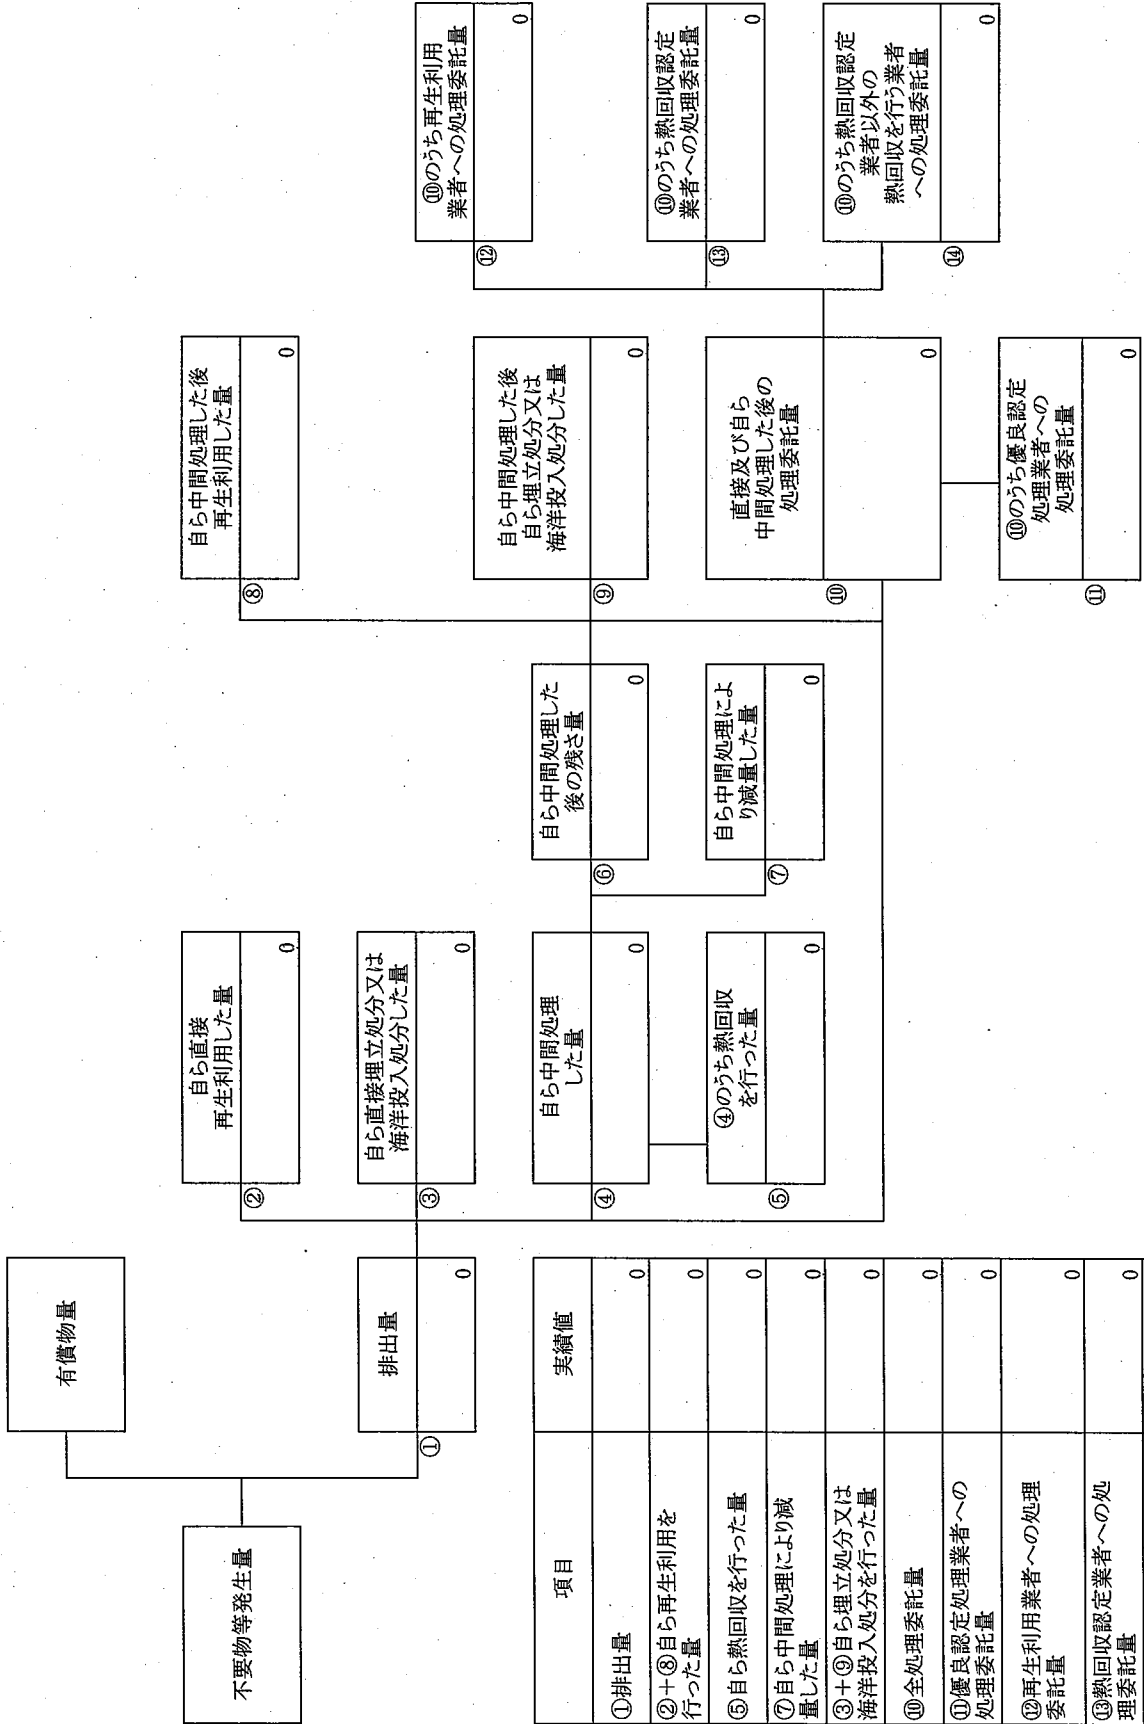 不要物等発生量
有償物量
排出量
①
0
自ら直接
再生利用した量
②
0
自ら直接埋立処分又は
海洋投入処分した量
③
0
自ら中間処理
した量
④
0
④のうち熱回収
を行った量
⑤
0
自ら中間処理した
後の残さ量
⑥
0
自ら中間処理によ
り減量した量
⑦
0
自ら中間処理した後
再生利用した量
⑧
0
自ら中間処理した後
自ら埋立処分又は
海洋投入処分した量
⑨
0
直接及び自ら
中間処理した後の
処理委託量
⑩
0
⑩のうち優良認定
処理業者への
処理委託量
⑪
0
⑩のうち再生利用
業者への処理委託量
⑫
0
⑩のうち熱回収認定
業者への処理委託量
⑬
0
⑩のうち熱回収認定
業者以外の
熱回収を行う業者
への処理委託量
⑭
0
項目 実績値
①排出量 0
②+⑧自ら再生利用を
行った量 0
⑤自ら熱回収を行った量 0
⑦自ら中間処理により減
量した量 0
③+⑨自ら埋立処分又は
海洋投入処分を行った量 0
⑩全処理委託量 0
⑪優良認定処理業者への
処理委託量 0
⑫再生利用業者への処理
委託量 0
⑬熱回収認定業者への処
理委託量 0